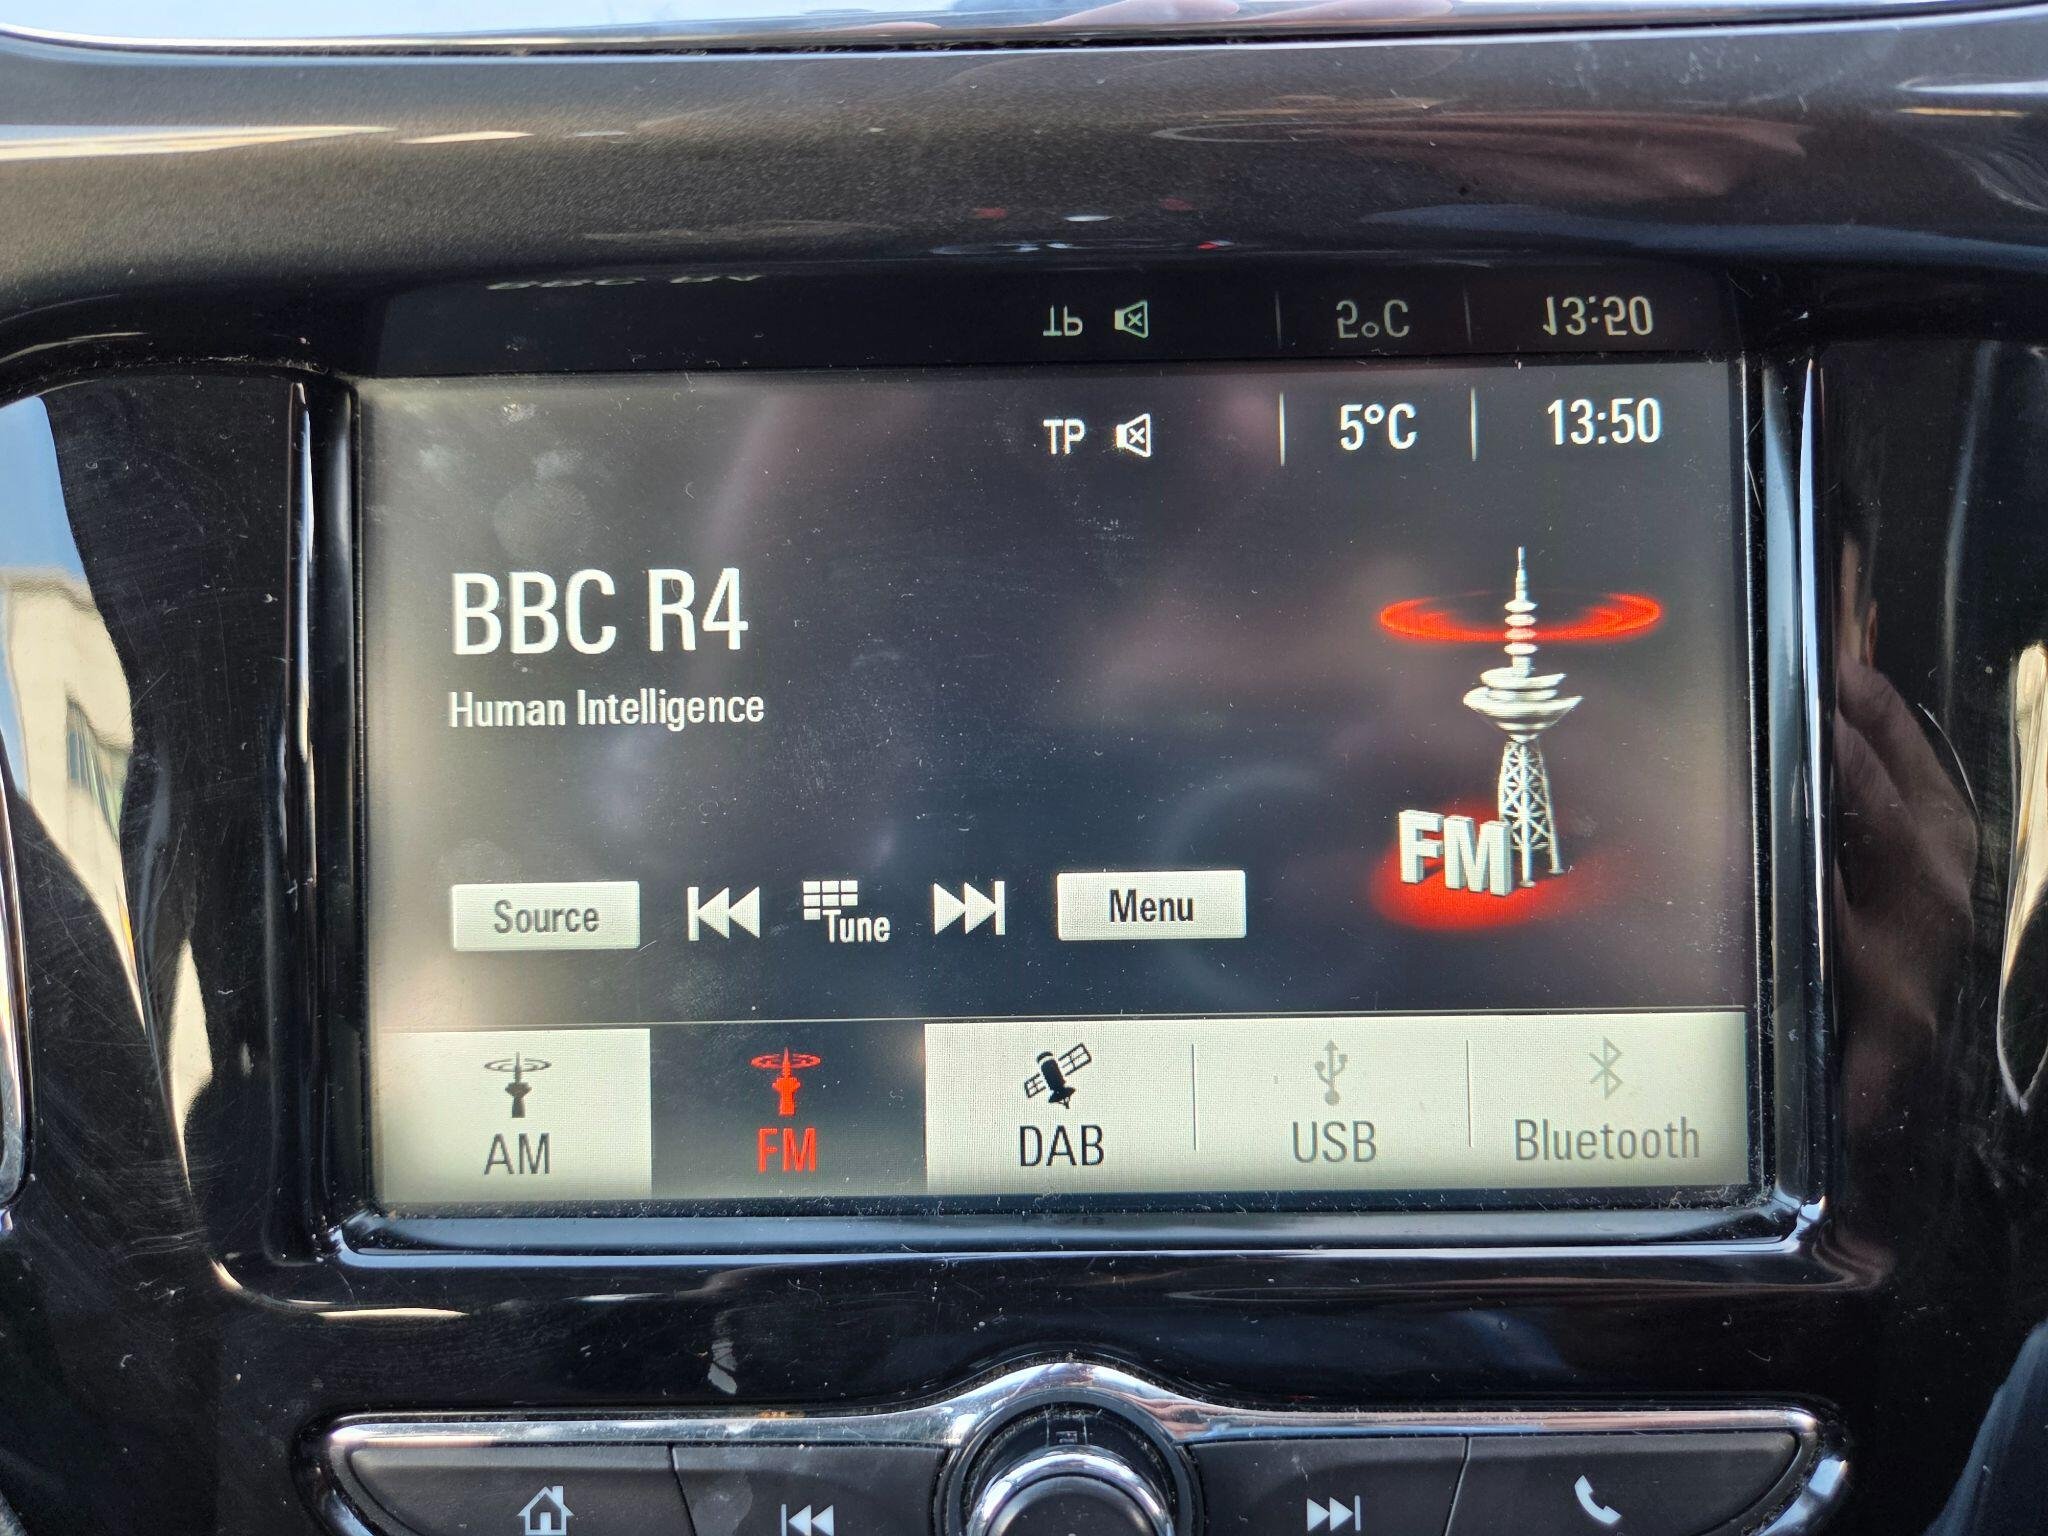 TP 5°C 13:50
BBC R4
Human Intelligence
FM
Source Tune Menu
AM FM DAB USB Bluetooth